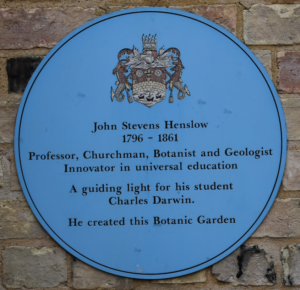 John Stevens Henslow
1796 - 1861
Professor, Churchman, Botanist and Geologist
Innovator in universal education
A guiding light for his student
Charles Darwin.
He created this Botanic Garden